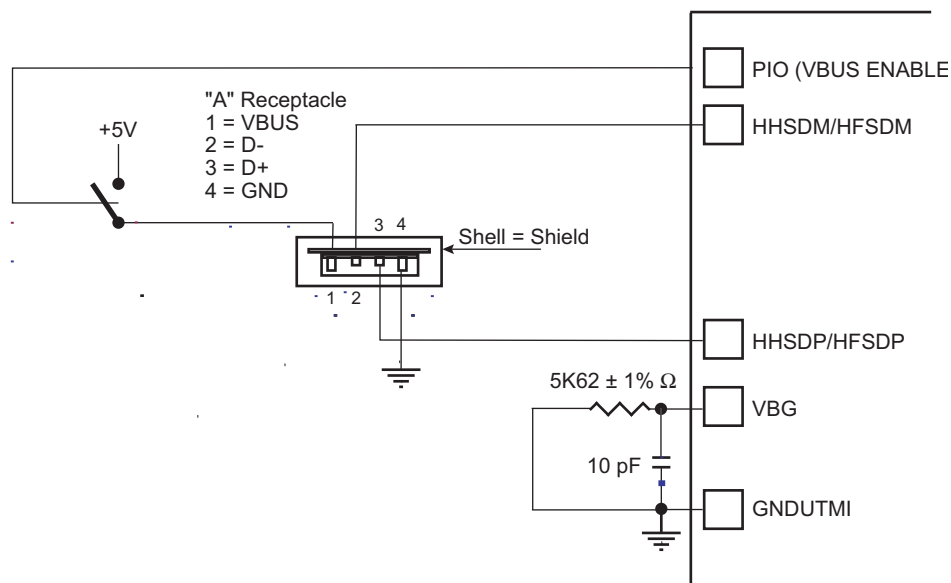 PIO (VBUS ENABLE
"A" Receptacle
1 = VBUS
2 = D-
3 = D+
4 = GND
+5V
HHSDM/HFSDM
3 4
Shell = Shield
1 2
HHSDP/HFSDP
5K62 ± 1% Ω
VBG
10 pF
GNDUTMI